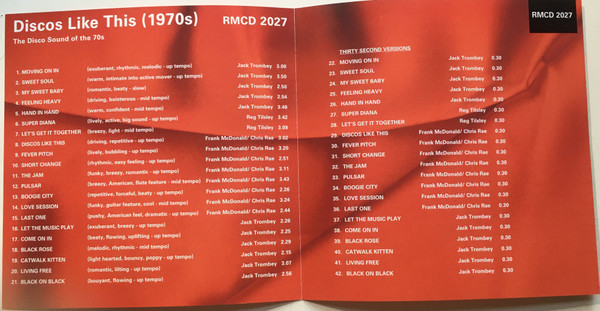 Discos Like This (1970s) RMCD 2027
The Disco Sound of the 70s
1. MOVING ON IN (exuberant, rhythmic, melodic - up tempo) Jack Trombey 3.06
2. SWEET SOUL (warm, intimate into active mover - up tempo) Jack Trombey 3.50
3. MY SWEET BABY (romantic, beaty - slow) Jack Trombey 2.56
4. FEELING HEAVY (driving, boisterous - mid tempo) Jack Trombey 2.54
5. HAND IN HAND (warm, confident - mid tempo) Jack Trombey 3.46
6. SUPER DIANA (lively, active, big sound - up tempo) Reg Tilsley 3.42
7. LET'S GET IT TOGETHER (breezy, light - mid tempo) Reg Tilsley 3.09
8. DISCOS LIKE THIS (driving, repetitive - up tempo) Frank McDonald/ Chris Rae 9.02
9. FEVER PITCH (lively, bubbling - up tempo) Frank McDonald/ Chris Rae 3.20
10. SHORT CHANGE (rhythmic, easy feeling - up tempo) Frank McDonald/ Chris Rae 2.51
11. THE JAM (funky, breezy, romantic - up tempo) Frank McDonald/ Chris Rae 3.11
12. PULSAR (breezy, American, flute feature - mid tempo) Frank McDonald/ Chris Rae 3.43
13. BOOGIE CITY (repetitive, forceful, beaty - up tempo) Frank McDonald/ Chris Rae 2.26
14. LOVE SESSION (funky, guitar feature, cool - mid tempo) Frank McDonald/ Chris Rae 3.24
15. LAST ONE (pushy, American feel, dramatic - up tempo) Frank McDonald/ Chris Rae 2.44
16. LET THE MUSIC PLAY (exuberant, breezy - up tempo) Jack Trombey 2.26
17. COME ON IN (beaty, flowing, uplifting - up tempo) Jack Trombey 2.25
18. BLACK ROSE (melodic, rhythmic - mid tempo) Jack Trombey 2.29
19. CATWALK KITTEN (light hearted, bouncy, poppy - up tempo) Jack Trombey 2.15
20. LIVING FREE (romantic, lilting - up tempo) Jack Trombey 3.07
21. BLACK ON BLACK (bouyant, flowing - up tempo) Jack Trombey 2.56
RMCD 2027
THIRTY SECOND VERSIONS
22. MOVING ON IN Jack Trombey 0.30
23. SWEET SOUL Jack Trombey 0.30
24. MY SWEET BABY Jack Trombey 0.30
25. FEELING HEAVY Jack Trombey 0.30
26. HAND IN HAND Jack Trombey 0.30
27. SUPER DIANA Reg Tilsley 0.30
28. LET'S GET IT TOGETHER Reg Tilsley 0.30
29. DISCOS LIKE THIS Frank McDonald/ Chris Rae 0.30
30. FEVER PITCH Frank McDonald/ Chris Rae 0.30
31. SHORT CHANGE Frank McDonald/ Chris Rae 0.30
32. THE JAM Frank McDonald/ Chris Rae 0.30
33. PULSAR Frank McDonald/ Chris Rae 0.30
34. BOOGIE CITY Frank McDonald/ Chris Rae 0.30
35. LOVE SESSION Frank McDonald/ Chris Rae 0.30
36. LAST ONE Frank McDonald/ Chris Rae 0.30
37. LET THE MUSIC PLAY Jack Trombey 0.30
38. COME ON IN Jack Trombey 0.30
39. BLACK ROSE Jack Trombey 0.30
40. CATWALK KITTEN Jack Trombey 0.30
41. LIVING FREE Jack Trombey 0.30
42. BLACK ON BLACK Jack Trombey 0.30